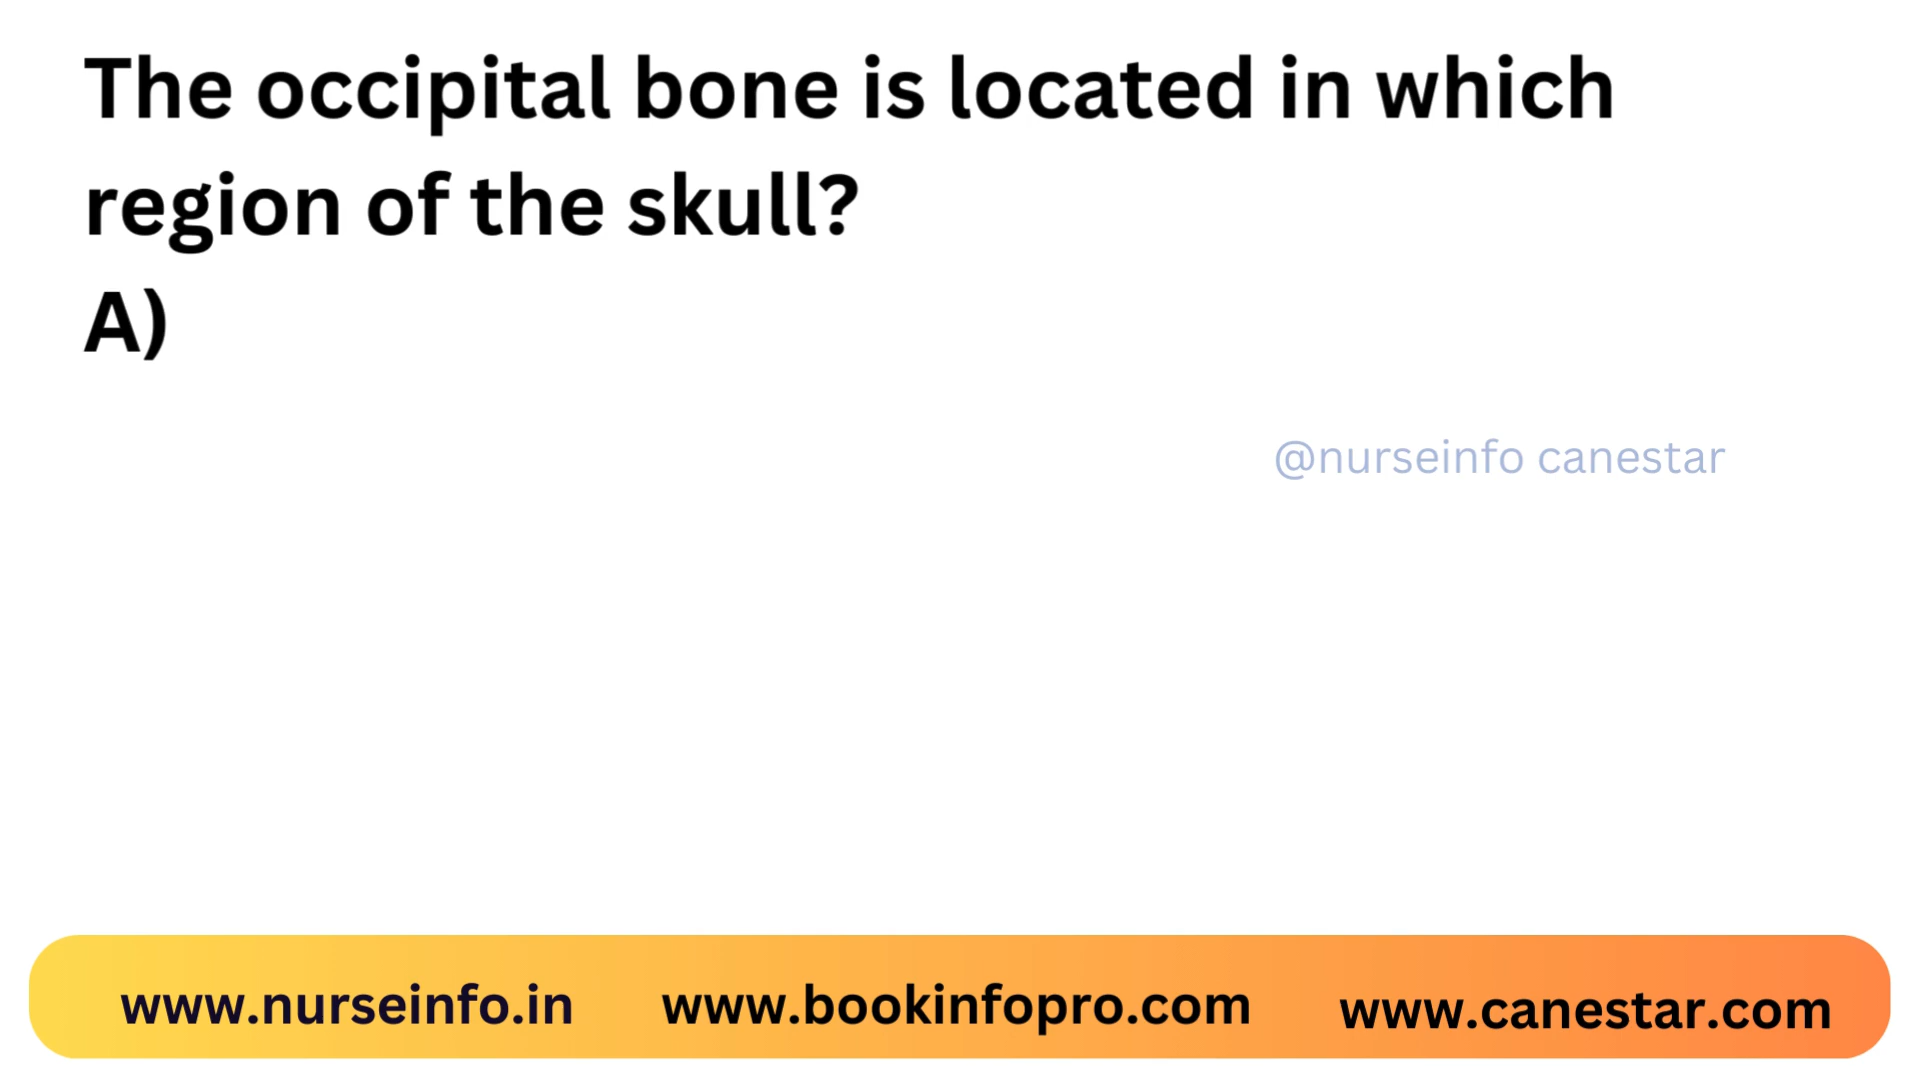 The occipital bone is located in which
region of the skull?
A)
@nurseinfo canestar
www.nurseinfo.in www.bookinfopro.com www.canestar.com